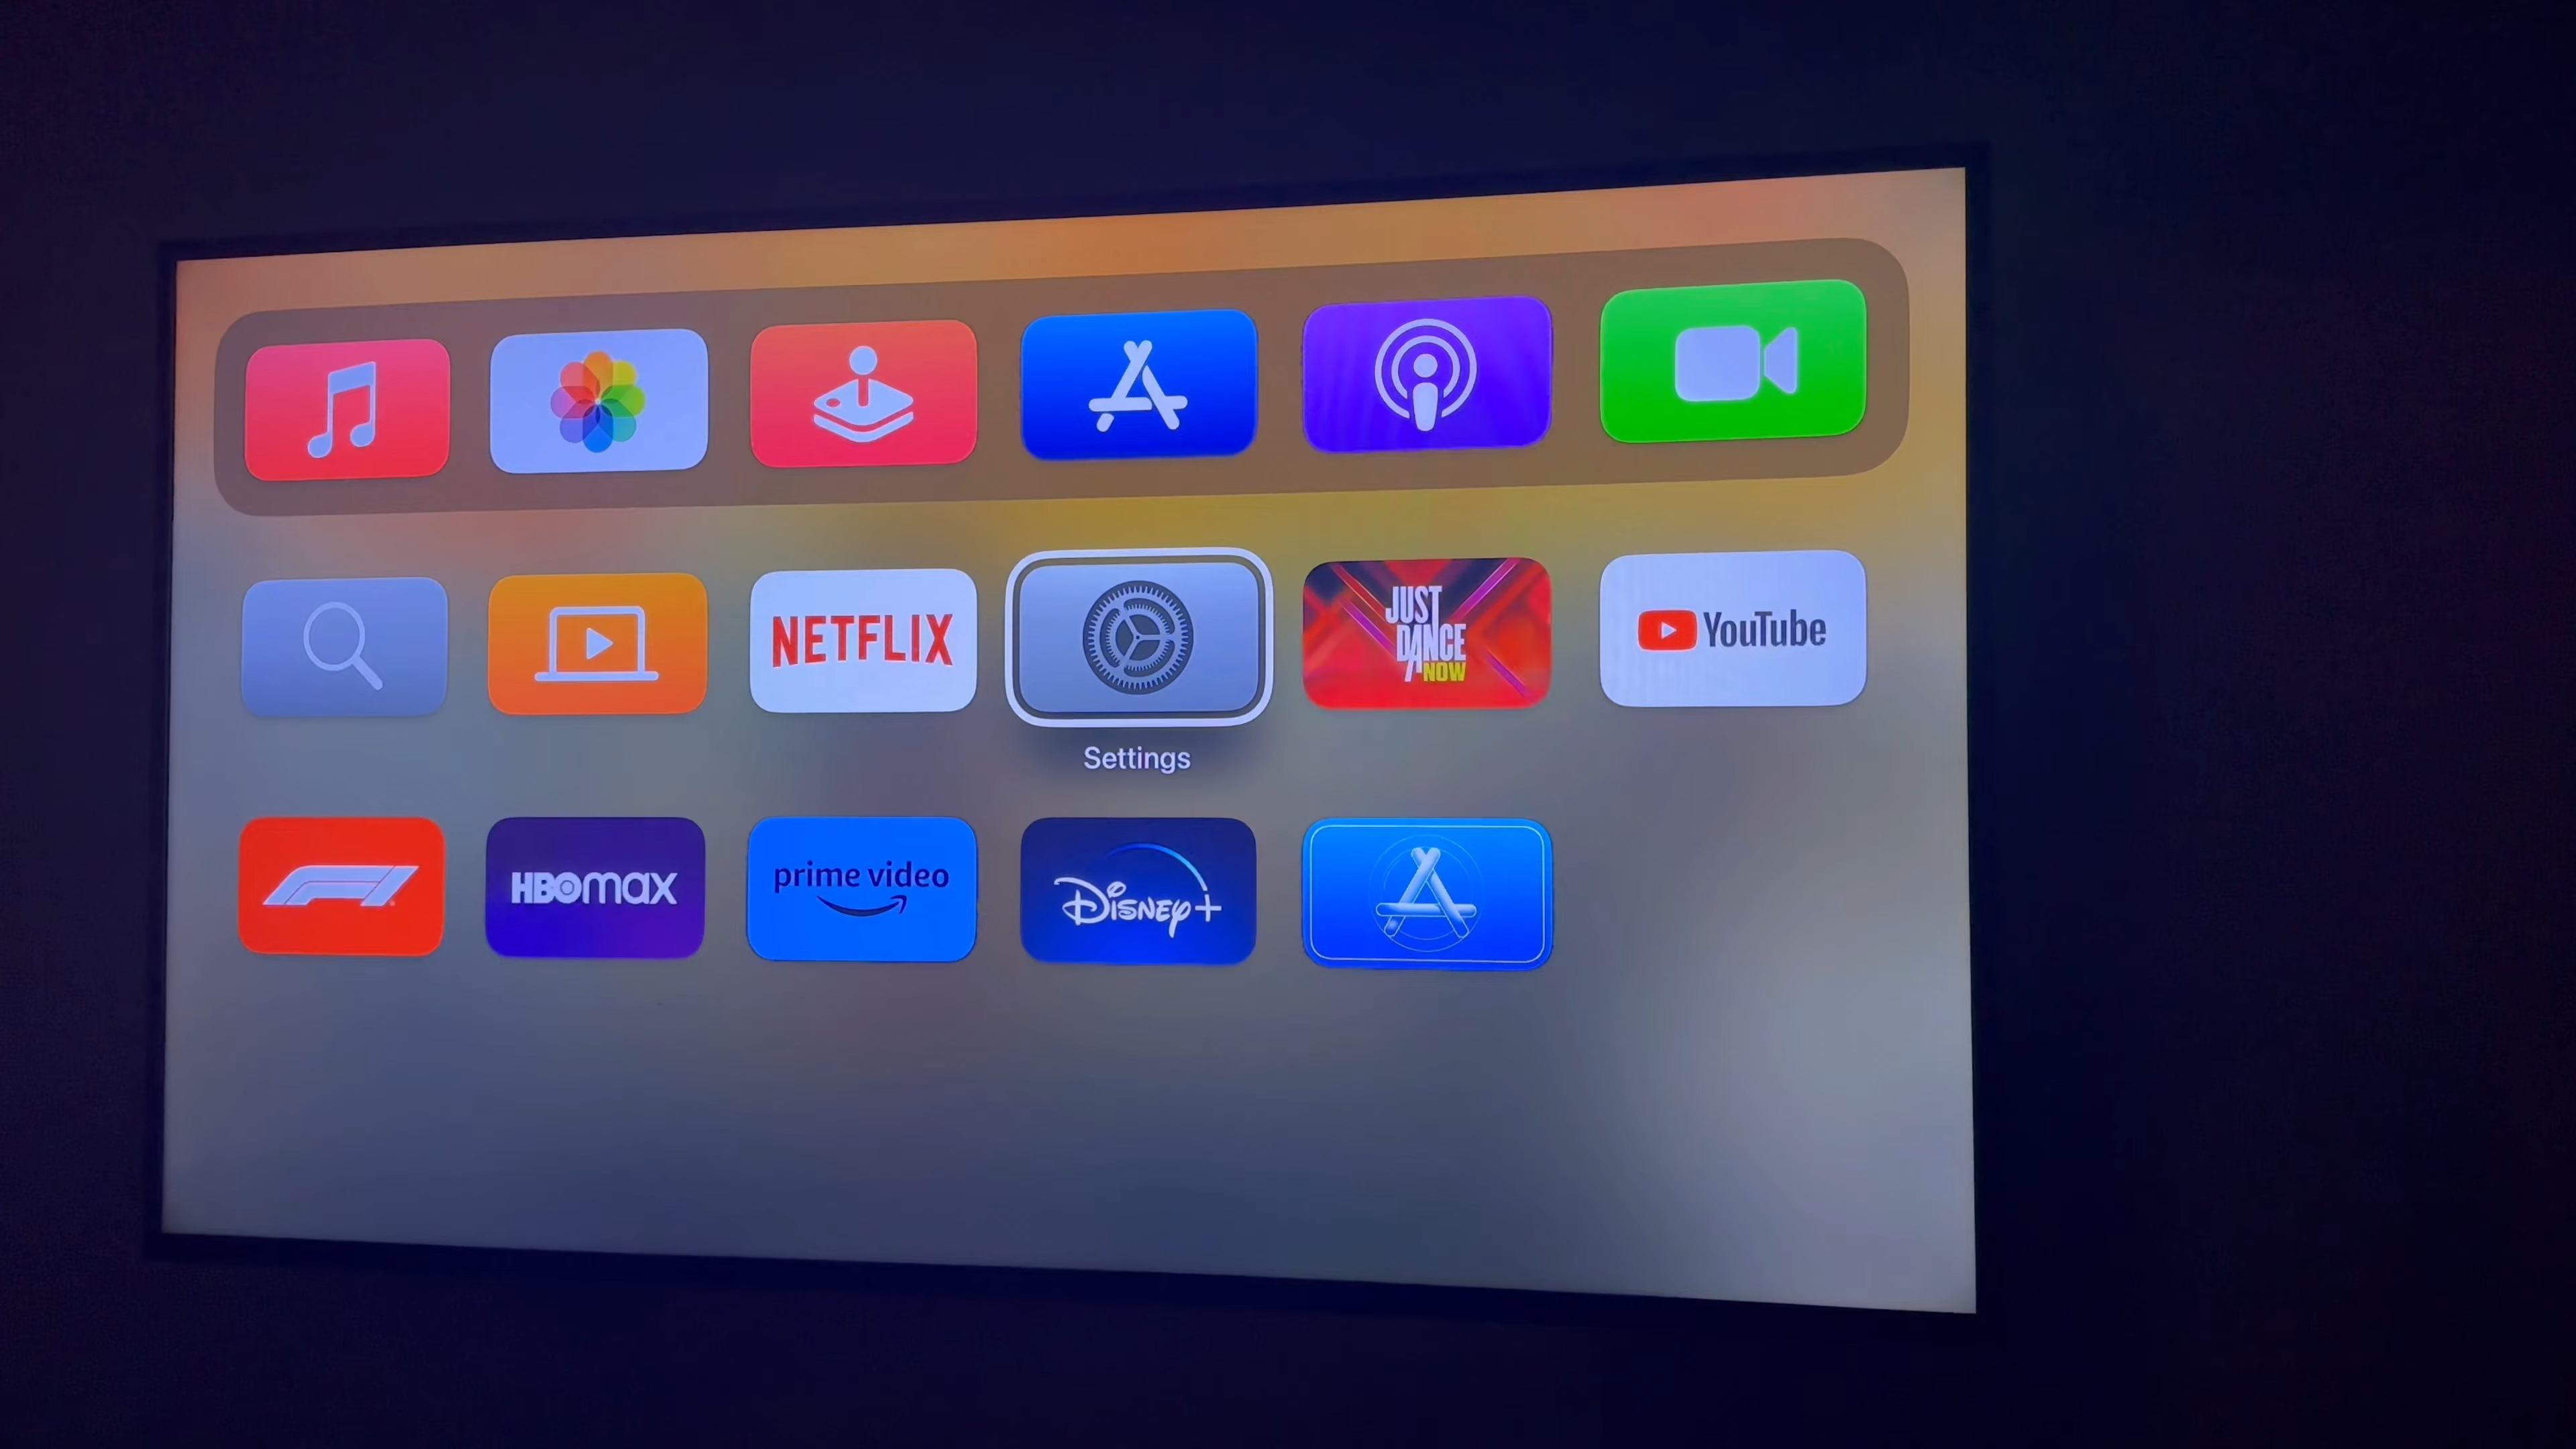 NETFLIX
JUST
DANCE
NOW
YouTube
Settings
HBOmax
prime video
Disney+